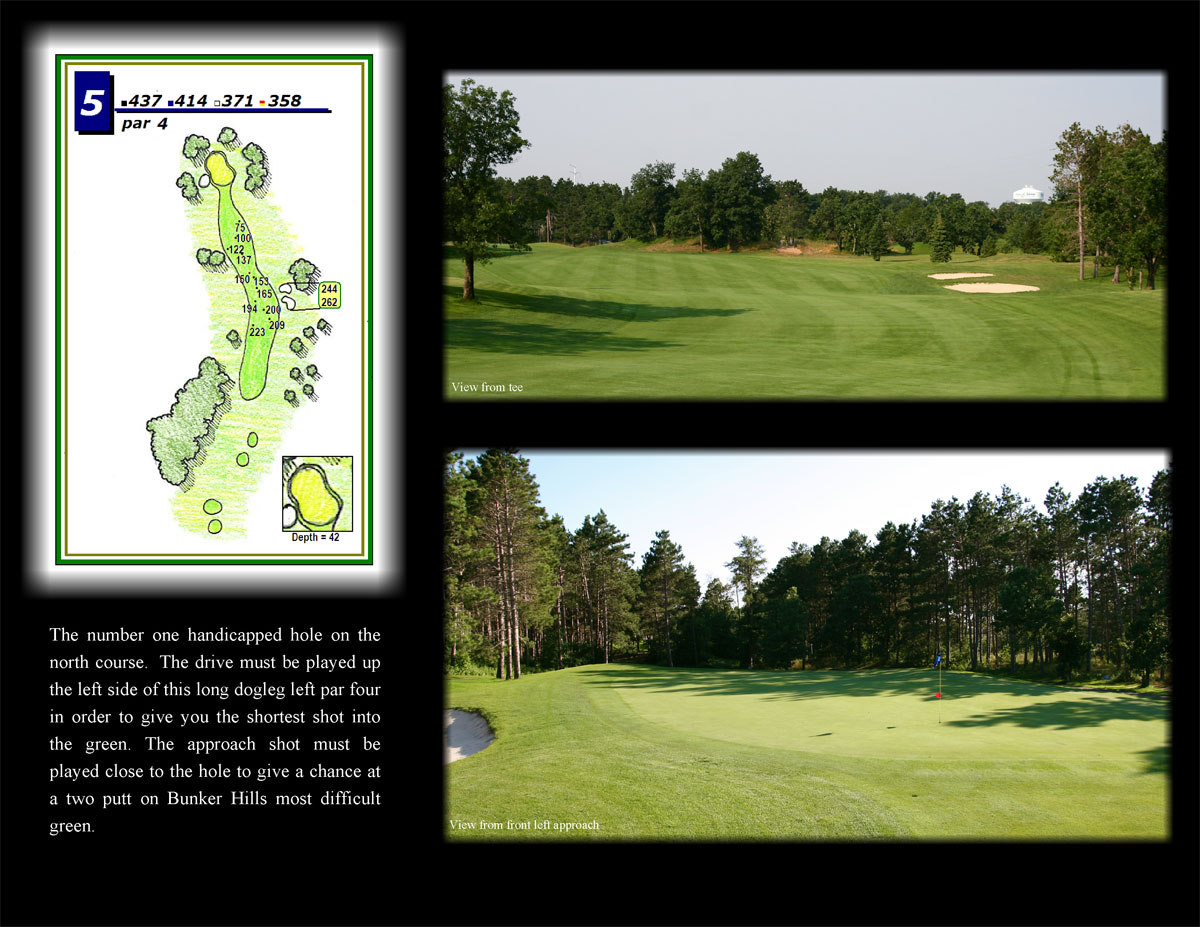 5
437 414 371 358
par 4
75
100
122
137
150 153
165
244
262
194 200
209
223
Depth = 42
The number one handicapped hole on the
north course. The drive must be played up
the left side of this long dogleg left par four
in order to give you the shortest shot into
the green. The approach shot must be
played close to the hole to give a chance at
a two putt on Bunker Hills most difficult
green.
View from tee
View from front left approach